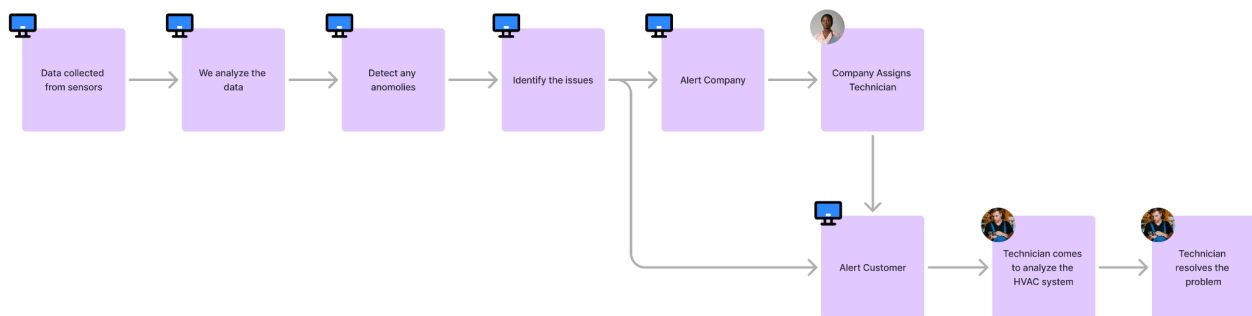 Data collected
from sensors
We analyze the
data
Detect any
anomolies
Identify the issues
Alert Company
Company Assigns
Technician
Alert Customer
Technician comes
to analyze the
HVAC system
Technician
resolves the
problem